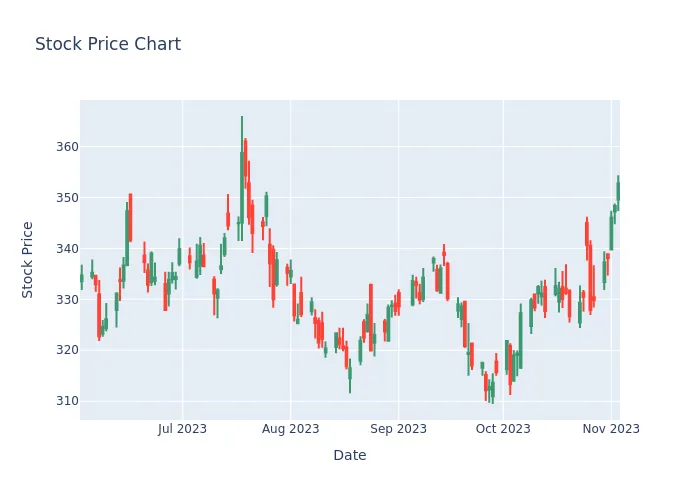 Stock Price Chart
360
350
340
330
320
310
Stock Price
Jul 2023
Aug 2023
Sep 2023
Oct 2023
Nov 2023
Date